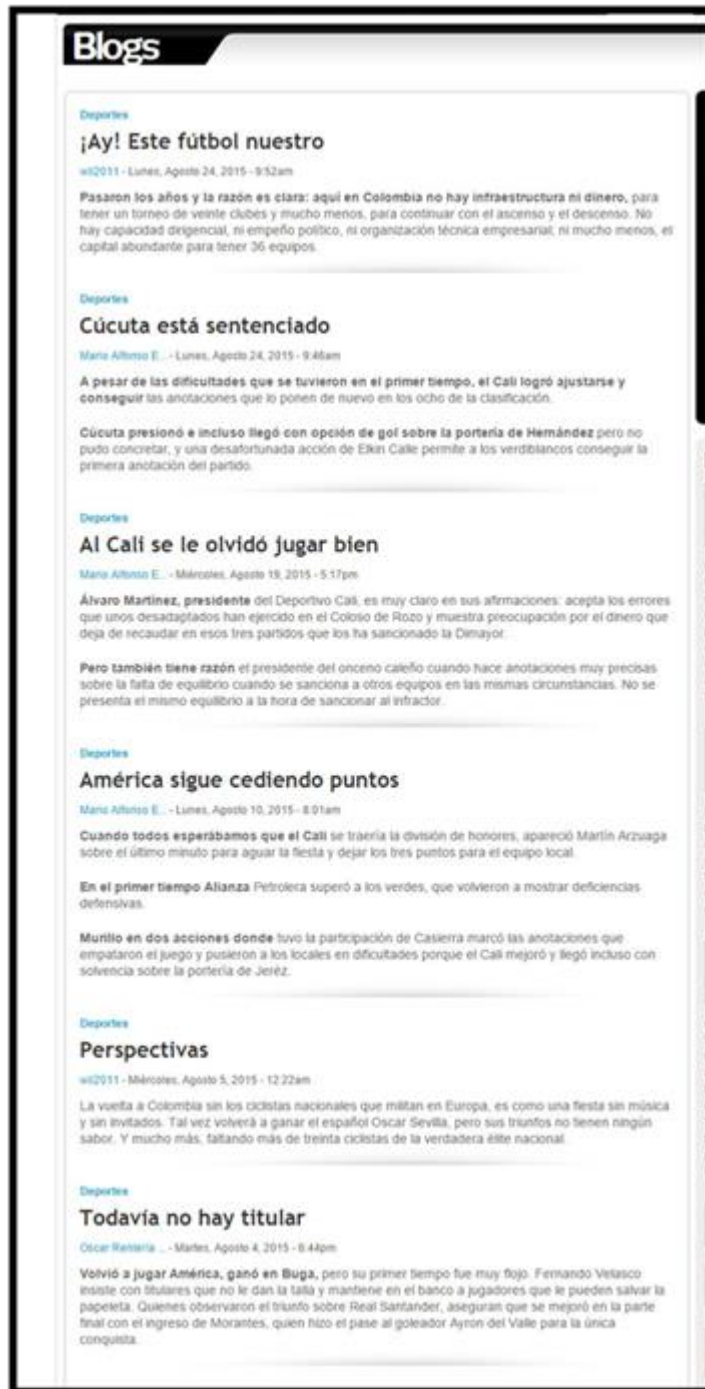 Blogs
Deportes
¡Ay! Este fútbol nuestro
wil2011 - Lunes, Agosto 24, 2015 - 9:52am
Pasaron los años y la razón es clara: aquí en Colombia no hay infraestructura ni dinero, para
tener un torneo de veinte clubes y mucho menos, para continuar con el ascenso y el descenso. No
hay capacidad dirigencial, ni empeño político, ni organización técnica empresarial, ni mucho menos, el
capital abundante para tener 36 equipos.
Deportes
Cúcuta está sentenciado
Mario Alfonso E... - Lunes, Agosto 24, 2015 - 9:46am
A pesar de las dificultades que se tuvieron en el primer tiempo, el Cali logró ajustarse y
conseguir las anotaciones que lo ponen de nuevo en los ocho de la clasificación.
Cúcuta presionó e incluso llegó con opción de gol sobre la portería de Hernández pero no
pudo concretar, y una desafortunada acción de Elkin Calle permite a los verdiblancos conseguir la
primera anotación del partido.
Deportes
Al Cali se le olvidó jugar bien
Mario Alfonso E... - Miércoles, Agosto 19, 2015 - 5:17pm
Álvaro Martínez, presidente del Deportivo Cali, es muy claro en sus afirmaciones: acepta los errores
que unos desadaptados han ejercido en el Coloso de Rozo y muestra preocupación por el dinero que
deja de recaudar en esos tres partidos que los ha sancionado la Dimayor.
Pero también tiene razón el presidente del onceno caleño cuando hace anotaciones muy precisas
sobre la falta de equilibrio cuando se sanciona a otros equipos en las mismas circunstancias. No se
presenta el mismo equilibrio a la hora de sancionar al infractor.
Deportes
América sigue cediendo puntos
Mario Alfonso E... - Lunes, Agosto 10, 2015 - 8:01am
Cuando todos esperábamos que el Cali se traería la división de honores, apareció Martín Arzuaga
sobre el último minuto para aguar la fiesta y dejar los tres puntos para el equipo local.
En el primer tiempo Alianza Petrolera superó a los verdes, que volvieron a mostrar deficiencias
defensivas.
Murillo en dos acciones donde tuvo la participación de Casierra marcó las anotaciones que
empataron el juego y pusieron a los locales en dificultades porque el Cali mejoró y llegó incluso con
solvencia sobre la portería de Jeréz.
Deportes
Perspectivas
wil2011 - Miércoles, Agosto 5, 2015 - 12:22am
La vuelta a Colombia sin los ciclistas nacionales que militan en Europa, es como una fiesta sin música
y sin invitados. Tal vez volverá a ganar el español Oscar Sevilla, pero sus triunfos no tienen ningún
sabor. Y mucho más, faltando más de treinta ciclistas de la verdadera élite nacional.
Deportes
Todavía no hay titular
Oscar Rentería ... - Martes, Agosto 4, 2015 - 6:44pm
Volvió a jugar América, ganó en Buga, pero su primer tiempo fue muy flojo. Fernando Velasco
insiste con titulares que no le dan la talla y mantiene en el banco a jugadores que le pueden salvar la
papeleta. Quienes observaron el triunfo sobre Real Santander, aseguran que se mejoró en la parte
final con el ingreso de Morantes, quien hizo el pase al goleador Ayron del Valle para la única
conquista.